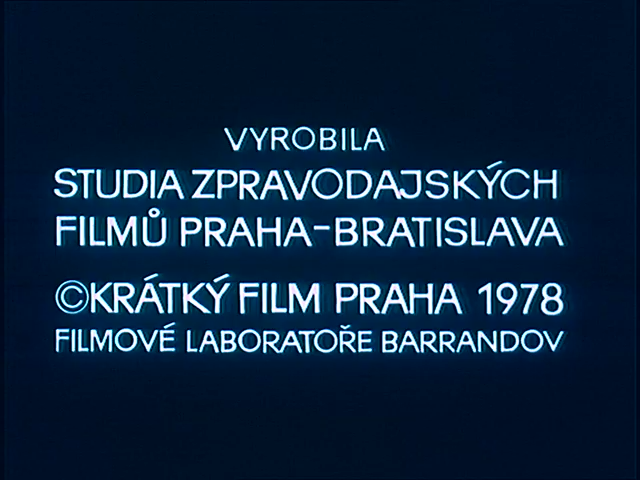 VYROBILA
STUDIA ZPRAVODAJSKÝCH
FILMŮ PRAHA-BRATISLAVA
©KRÁTKÝ FILM PRAHA 1978
FILMOVÉ LABORATOŘE BARRANDOV